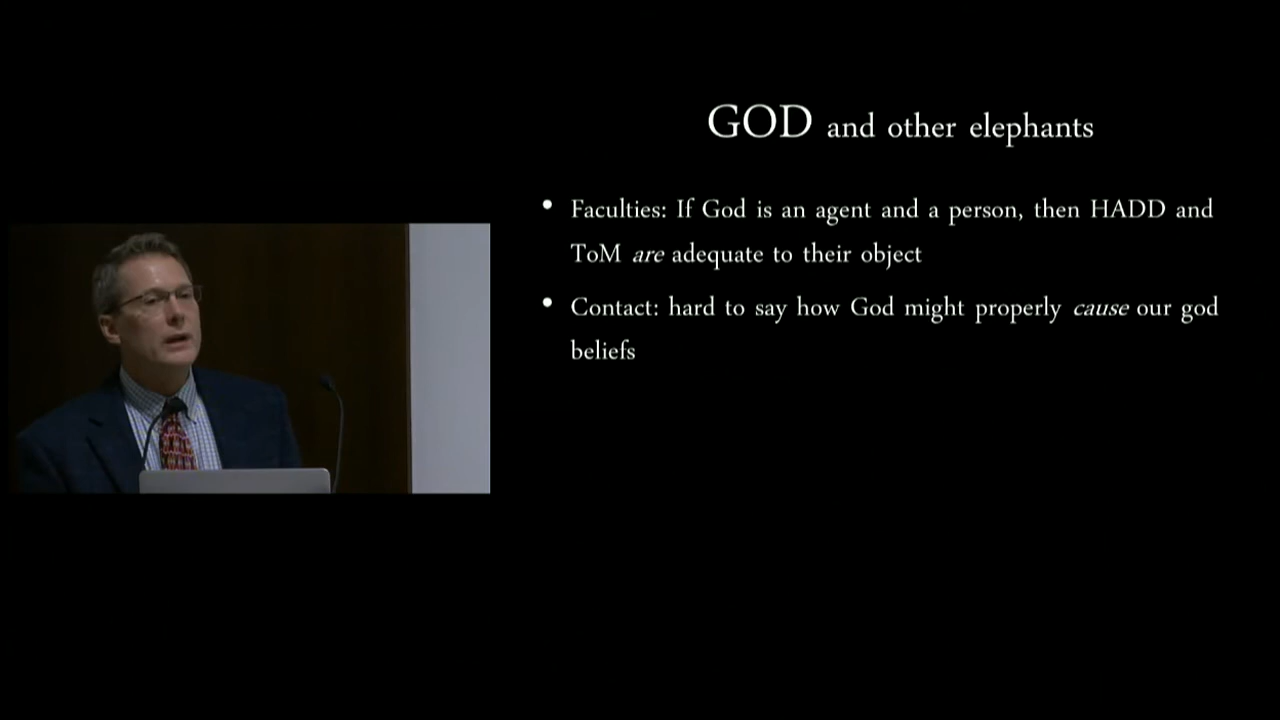 GOD and other elephants
• Faculties: If God is an agent and a person, then HADD and
ToM are adequate to their object
• Contact: hard to say how God might properly cause our god
beliefs